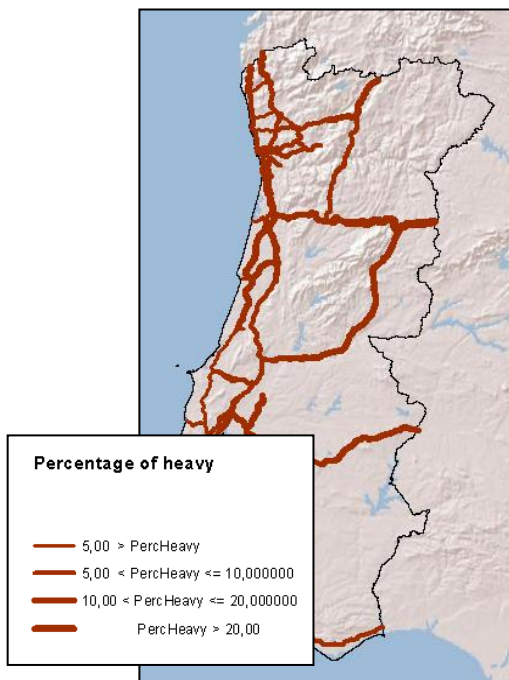 Percentage of heavy
5,00 > PercHeavy
5,00 < PercHeavy <= 10,000000
10,00 < PercHeavy <= 20,000000
PercHeavy > 20,00